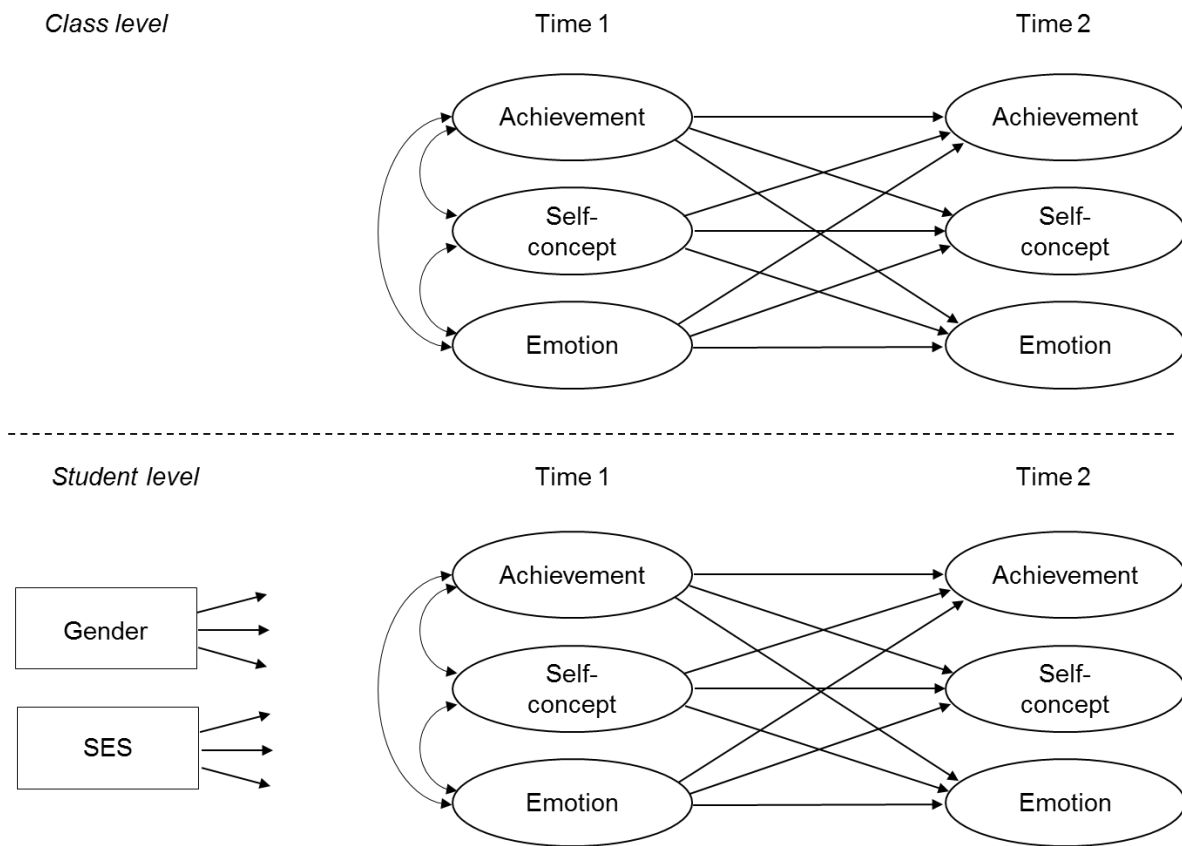 Class level
Time 1
Time 2
Achievement
Achievement
Self-
concept
Self-
concept
Emotion
Emotion
Student level
Time 1
Time 2
Achievement
Achievement
Gender
Self-
concept
Self-
concept
SES
Emotion
Emotion